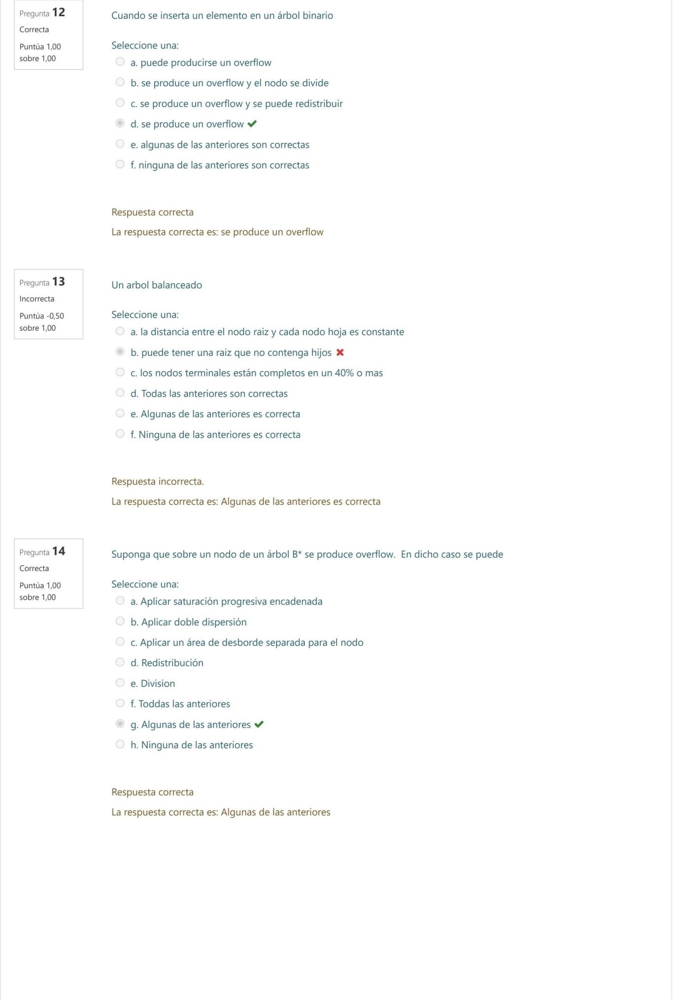 Pregunta 12
Correcta
Puntúa 1,00
sobre 1,00
Cuando se inserta un elemento en un árbol binario
Seleccione una:
a. puede producirse un overflow
b. se produce un overflow y el nodo se divide
c. se produce un overflow y se puede redistribuir
d. se produce un overflow
e. algunas de las anteriores son correctas
f. ninguna de las anteriores son correctas
Respuesta correcta
La respuesta correcta es: se produce un overflow
Pregunta 13
Incorrecta
Puntúa -0,50
sobre 1,00
Un arbol balanceado
Seleccione una:
a. la distancia entre el nodo raiz y cada nodo hoja es constante
b. puede tener una raiz que no contenga hijos
c. los nodos terminales están completos en un 40% o mas
d. Todas las anteriores son correctas
e. Algunas de las anteriores es correcta
f. Ninguna de las anteriores es correcta
Respuesta incorrecta.
La respuesta correcta es: Algunas de las anteriores es correcta
Pregunta 14
Correcta
Puntúa 1,00
sobre 1,00
Suponga que sobre un nodo de un árbol B* se produce overflow.  En dicho caso se puede
Seleccione una:
a. Aplicar saturación progresiva encadenada
b. Aplicar doble dispersión
c. Aplicar un área de desborde separada para el nodo
d. Redistribución
e. Division
f. Toddas las anteriores
g. Algunas de las anteriores
h. Ninguna de las anteriores
Respuesta correcta
La respuesta correcta es: Algunas de las anteriores